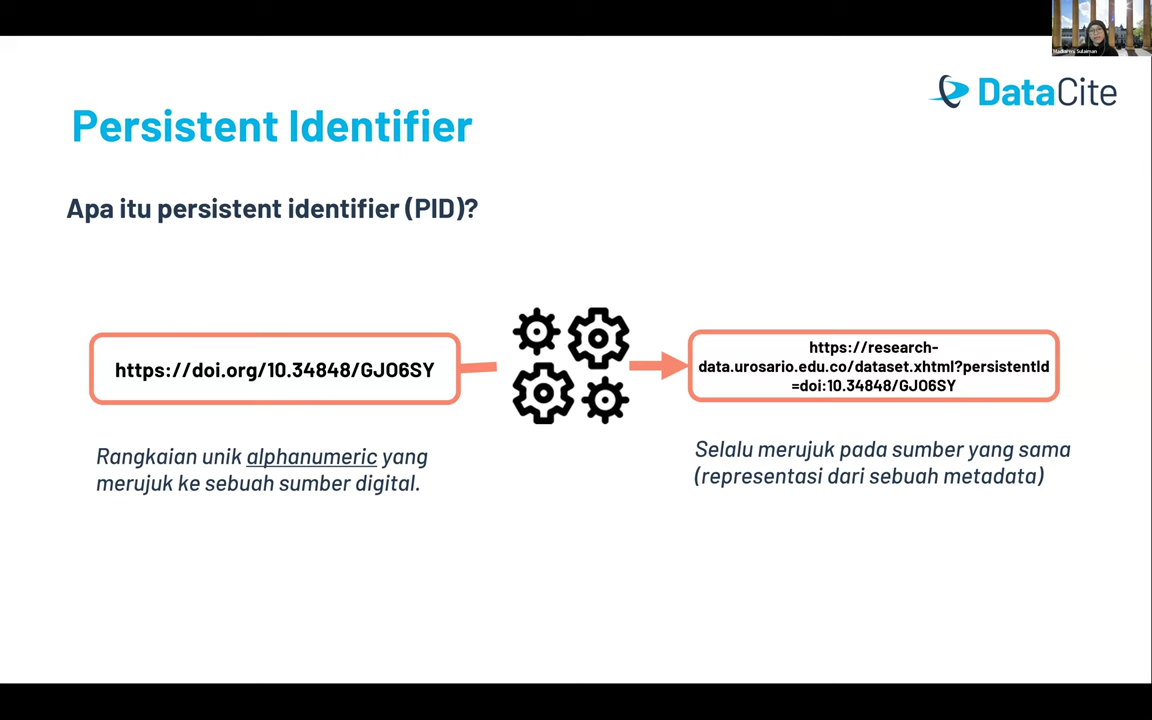 DataCite
Persistent Identifier
Apa itu persistent identifier (PID)?
https://doi.org/10.34848/GJO6SY
https://research-
data.urosario.edu.co/dataset.xhtml?persistentId
=doi:10.34848/GJO6SY
Rangkaian unik alphanumeric yang
merujuk ke sebuah sumber digital.
Selalu merujuk pada sumber yang sama
(representasi dari sebuah metadata)